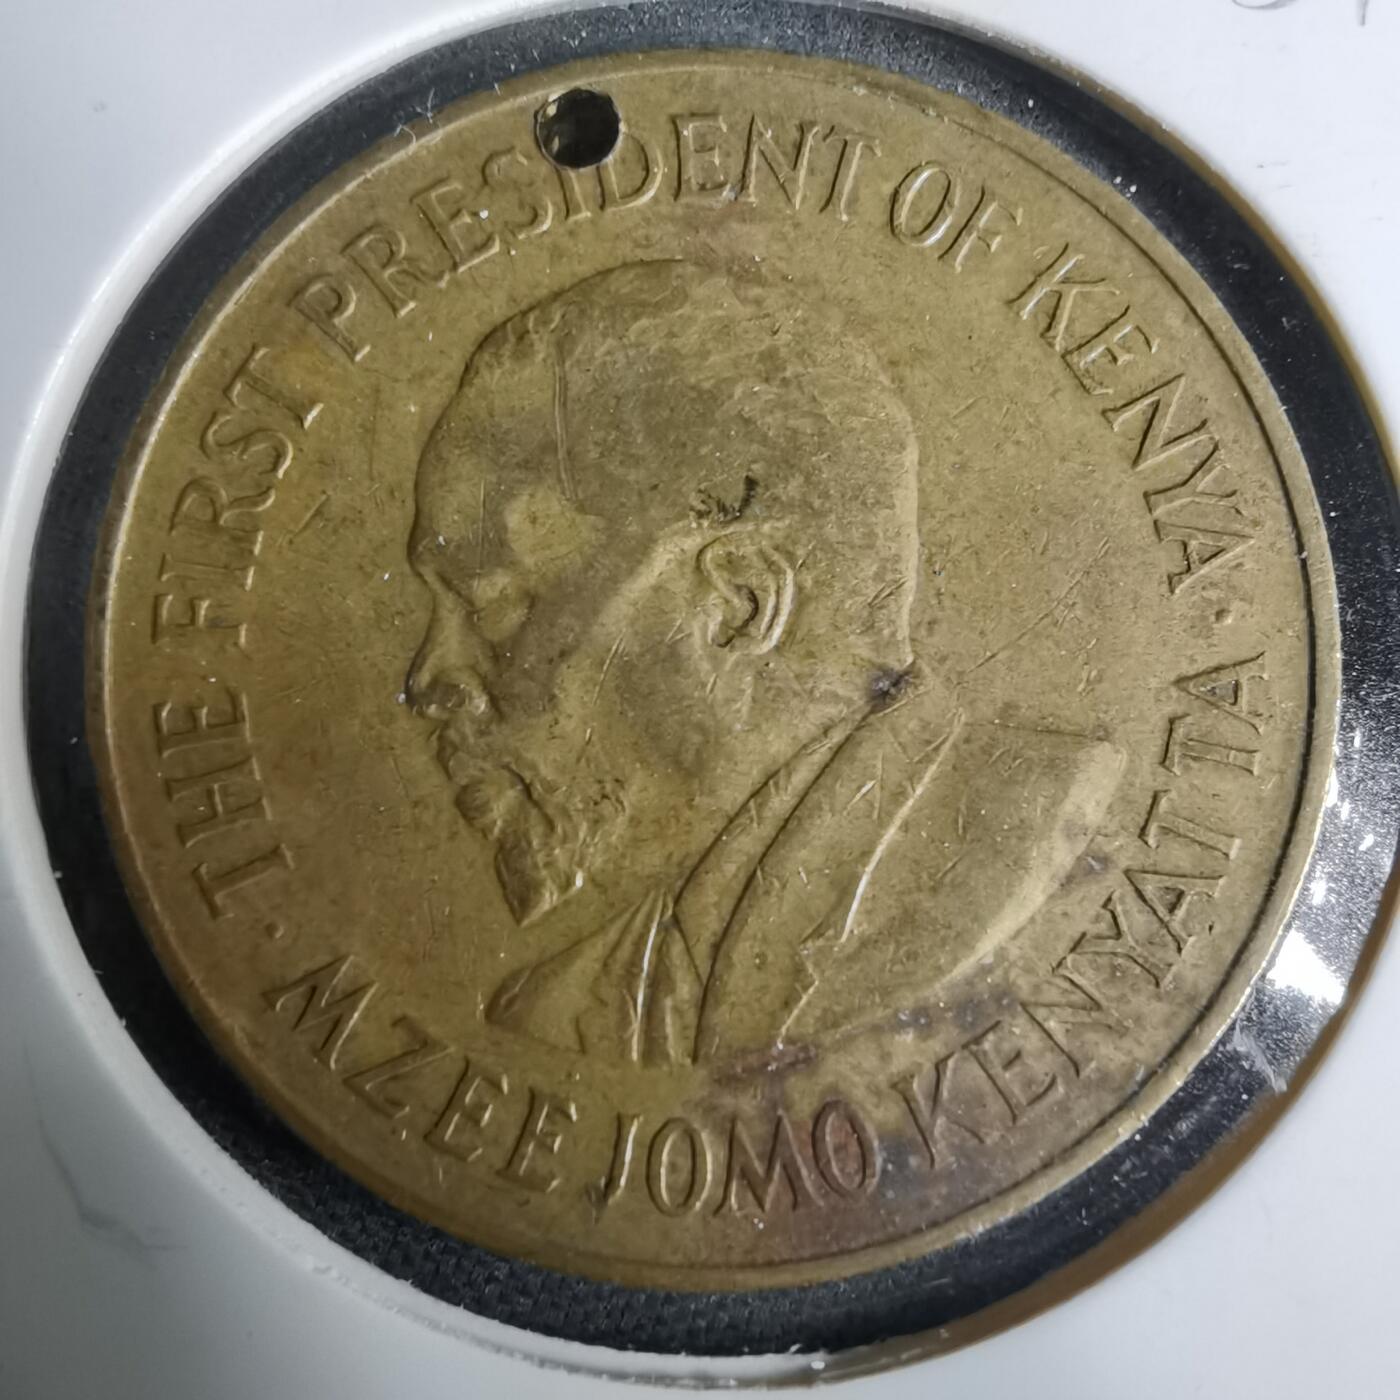 · THE FIRST PRESIDENT OF KENYA ·
MZEE JOMO KENYATTA